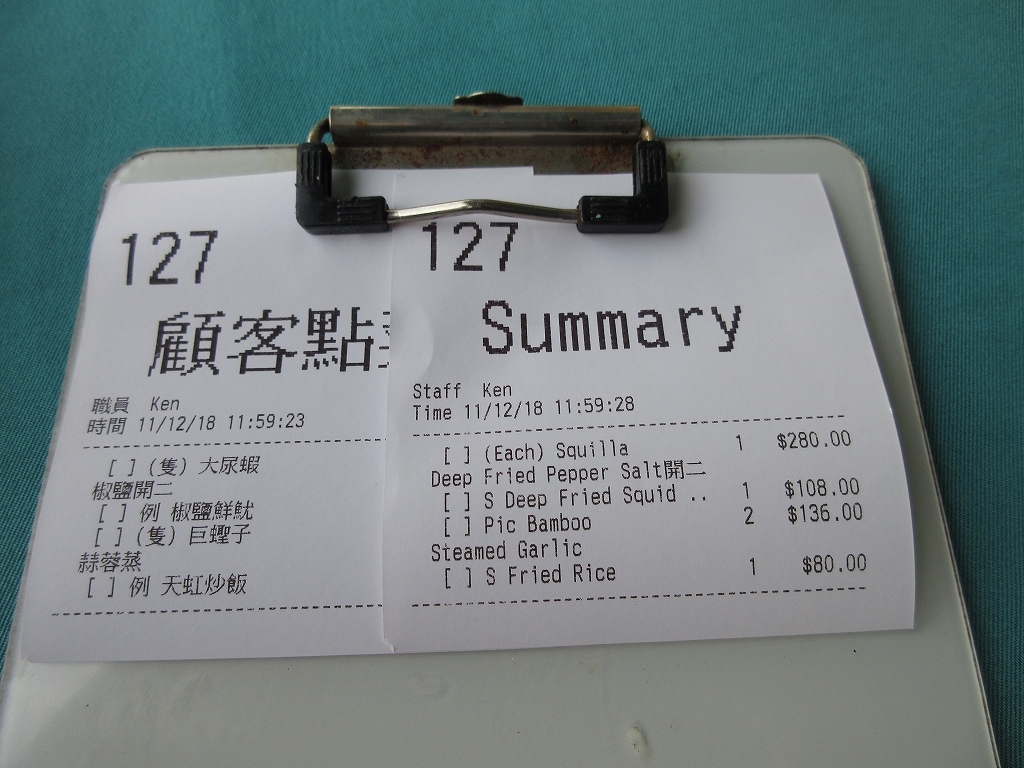 127
顧客點
職員 Ken
時間 11/12/18 11:59:23
[ ] (隻) 大尿蝦
椒鹽開二
[ ] 例 椒鹽鮮魷
[ ] (隻) 巨蟶子
蒜蓉蒸
[ ] 例 天虹炒飯
127
Summary
Staff Ken
Time 11/12/18 11:59:28
[ ] (Each) Squilla 1 $280.00
Deep Fried Pepper Salt開二
[ ] S Deep Fried Squid .. 1 $108.00
[ ] Pic Bamboo 2 $136.00
Steamed Garlic
[ ] S Fried Rice 1 $80.00